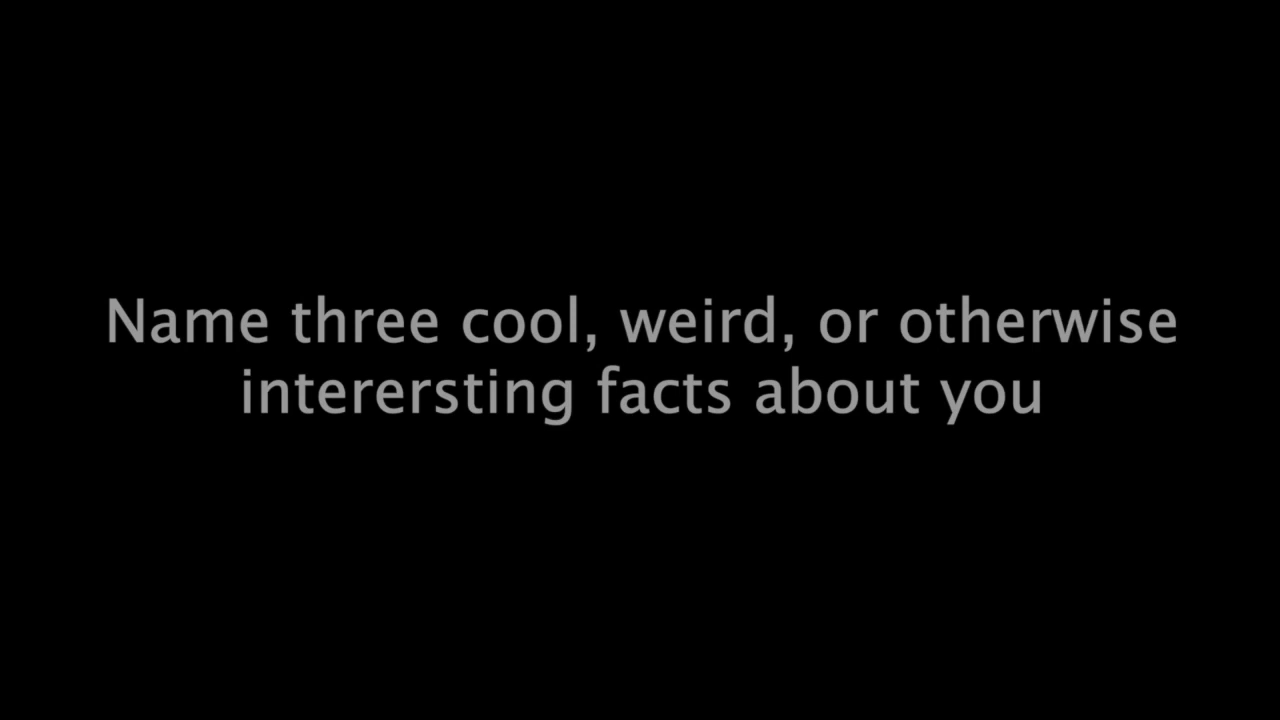 Name three cool, weird, or otherwise
interersting facts about you